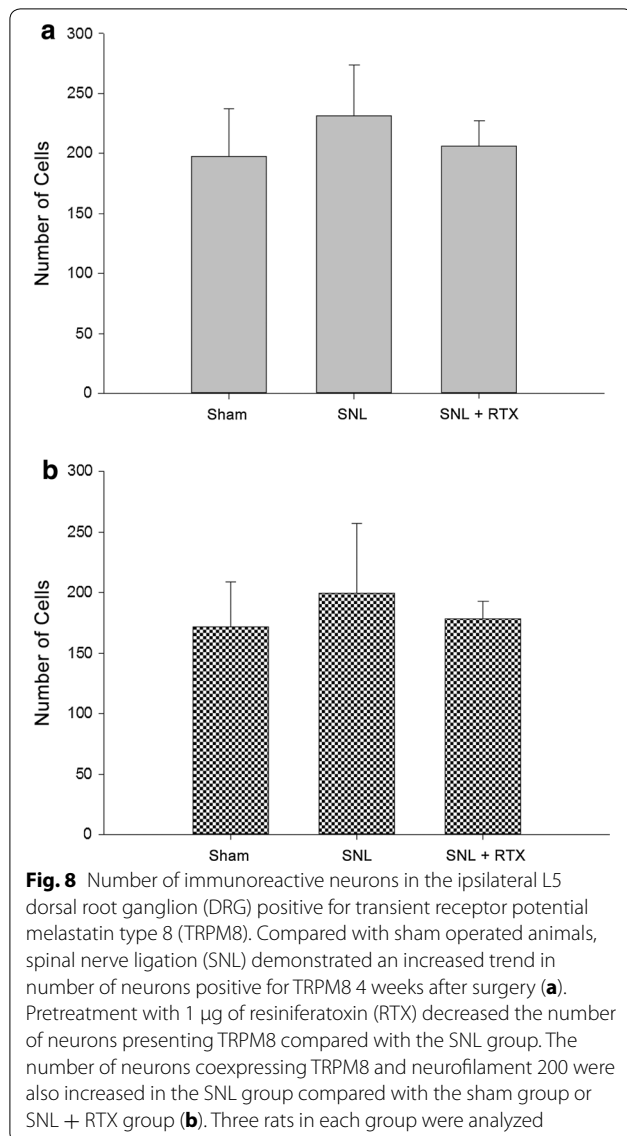 a
300
250
200
150
100
50
0
Number of Cells
Sham SNL SNL + RTX
b
300
250
200
150
100
50
0
Number of Cells
Sham SNL SNL + RTX
Fig. 8 Number of immunoreactive neurons in the ipsilateral L5
dorsal root ganglion (DRG) positive for transient receptor potential
melastatin type 8 (TRPM8). Compared with sham operated animals,
spinal nerve ligation (SNL) demonstrated an increased trend in
number of neurons positive for TRPM8 4 weeks after surgery (a).
Pretreatment with 1 μg of resiniferatoxin (RTX) decreased the number
of neurons presenting TRPM8 compared with the SNL group. The
number of neurons coexpressing TRPM8 and neurofilament 200 were
also increased in the SNL group compared with the sham group or
SNL + RTX group (b). Three rats in each group were analyzed